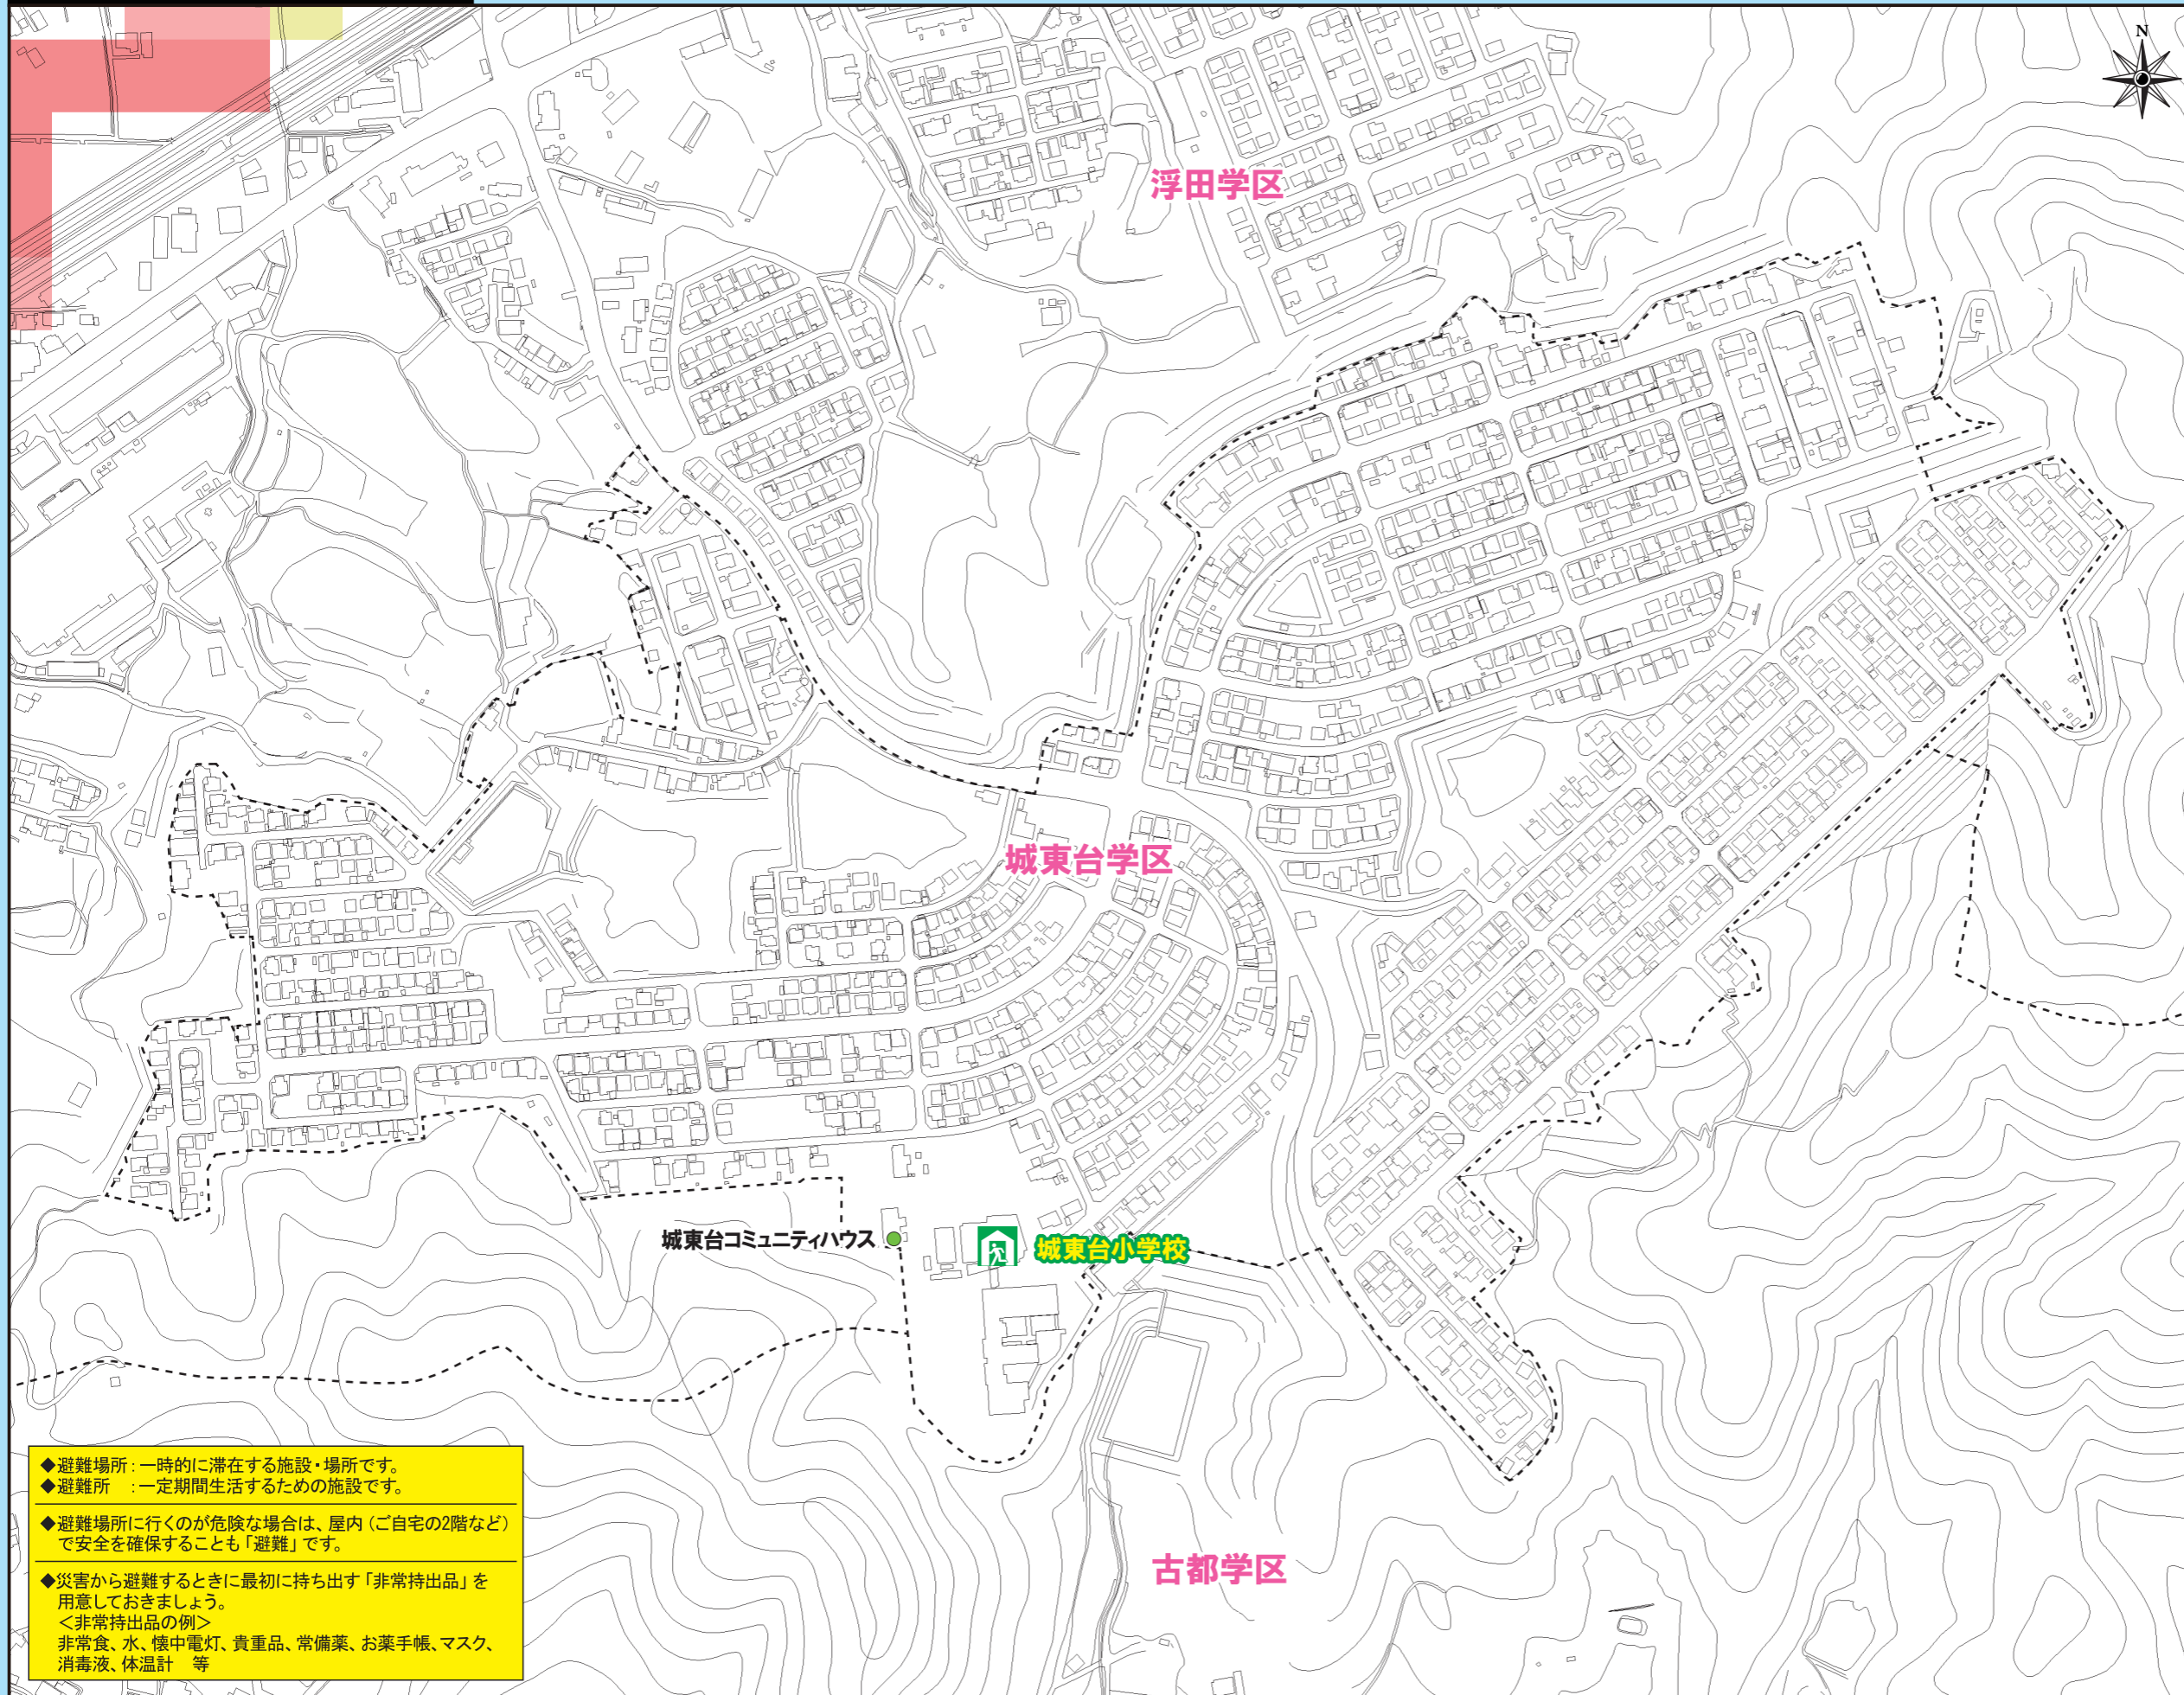 N
浮田学区
城東台学区
城東台コミュニティハウス
城東台小学校
古都学区
◆避難場所：一時的に滞在する施設・場所です。
◆避難所　：一定期間生活するための施設です。
◆避難場所に行くのが危険な場合は、屋内（ご自宅の2階など）
で安全を確保することも「避難」です。
◆災害から避難するときに最初に持ち出す「非常持出品」を
用意しておきましょう。
＜非常持出品の例＞
非常食、水、懐中電灯、貴重品、常備薬、お薬手帳、マスク、
消毒液、体温計　等